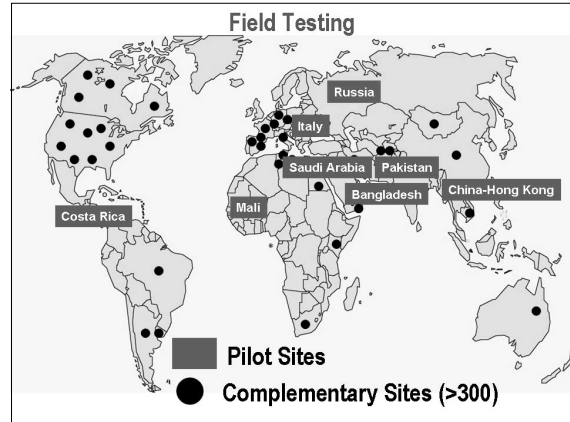 Field Testing
Russia
Italy
Saudi Arabia
Pakistan
Bangladesh
China-Hong Kong
Mali
Costa Rica
Pilot Sites
Complementary Sites (>300)